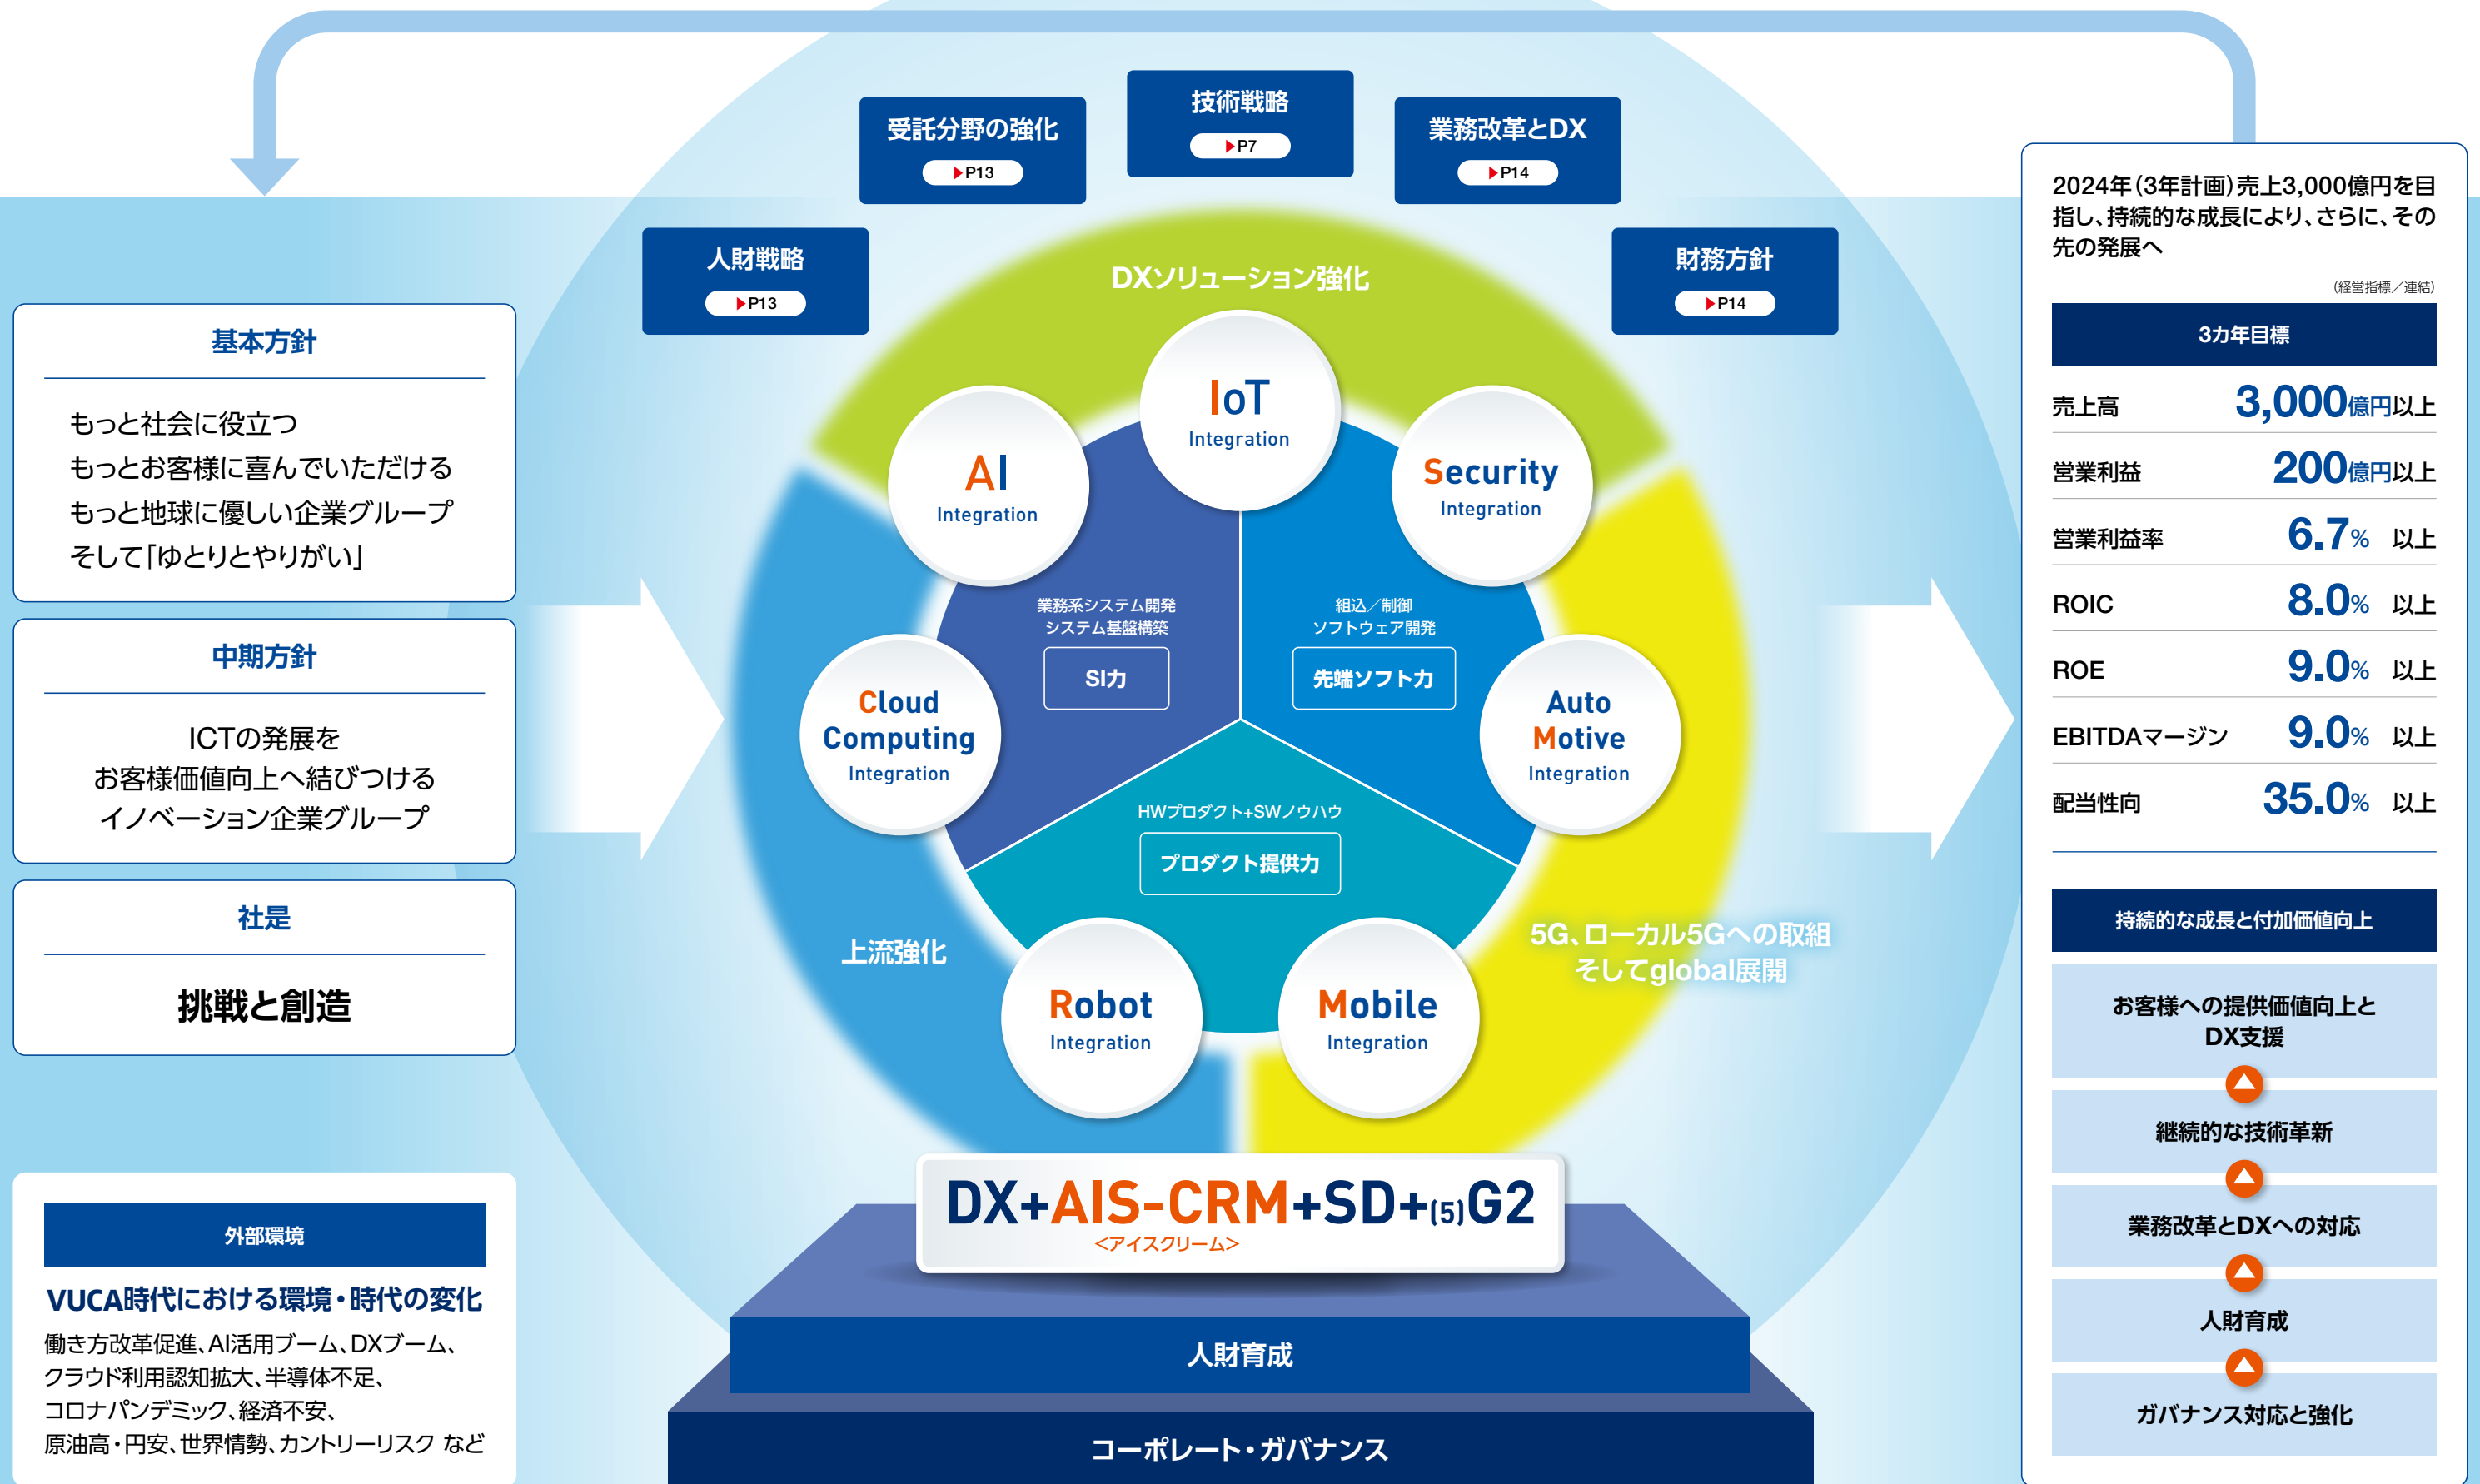 基本方針
もっと社会に役立つ
もっとお客様に喜んでいただける
もっと地球に優しい企業グループ
そして「ゆとりとやりがい」
中期方針
ICTの発展を
お客様価値向上へ結びつける
イノベーション企業グループ
社是
挑戦と創造
外部環境
VUCA時代における環境・時代の変化
働き方改革促進、AI活用ブーム、DXブーム、
クラウド利用認知拡大、半導体不足、
コロナパンデミック、経済不安、
原油高・円安、世界情勢、カントリーリスク など
人財戦略
P13
受託分野の強化
P13
技術戦略
P7
業務改革とDX
P14
財務方針
P14
DXソリューション強化
IoT
Integration
AI
Integration
Security
Integration
業務系システム開発
システム基盤構築
SI力
組込／制御
ソフトウェア開発
先端ソフト力
Cloud
Computing
Integration
Auto
Motive
Integration
HWプロダクト+SWノウハウ
プロダクト提供力
上流強化
5G、ローカル5Gへの取組
そしてglobal展開
Robot
Integration
Mobile
Integration
DX+AIS-CRM+SD+(5)G2
<アイスクリーム>
人財育成
コーポレート・ガバナンス
2024年（3年計画）売上3,000億円を目
指し、持続的な成長により、さらに、その
先の発展へ
（経営指標／連結）
3カ年目標
売上高 3,000億円以上
営業利益 200億円以上
営業利益率 6.7% 以上
ROIC 8.0% 以上
ROE 9.0% 以上
EBITDAマージン 9.0% 以上
配当性向 35.0% 以上
持続的な成長と付加価値向上
お客様への提供価値向上と
DX支援
継続的な技術革新
業務改革とDXへの対応
人財育成
ガバナンス対応と強化